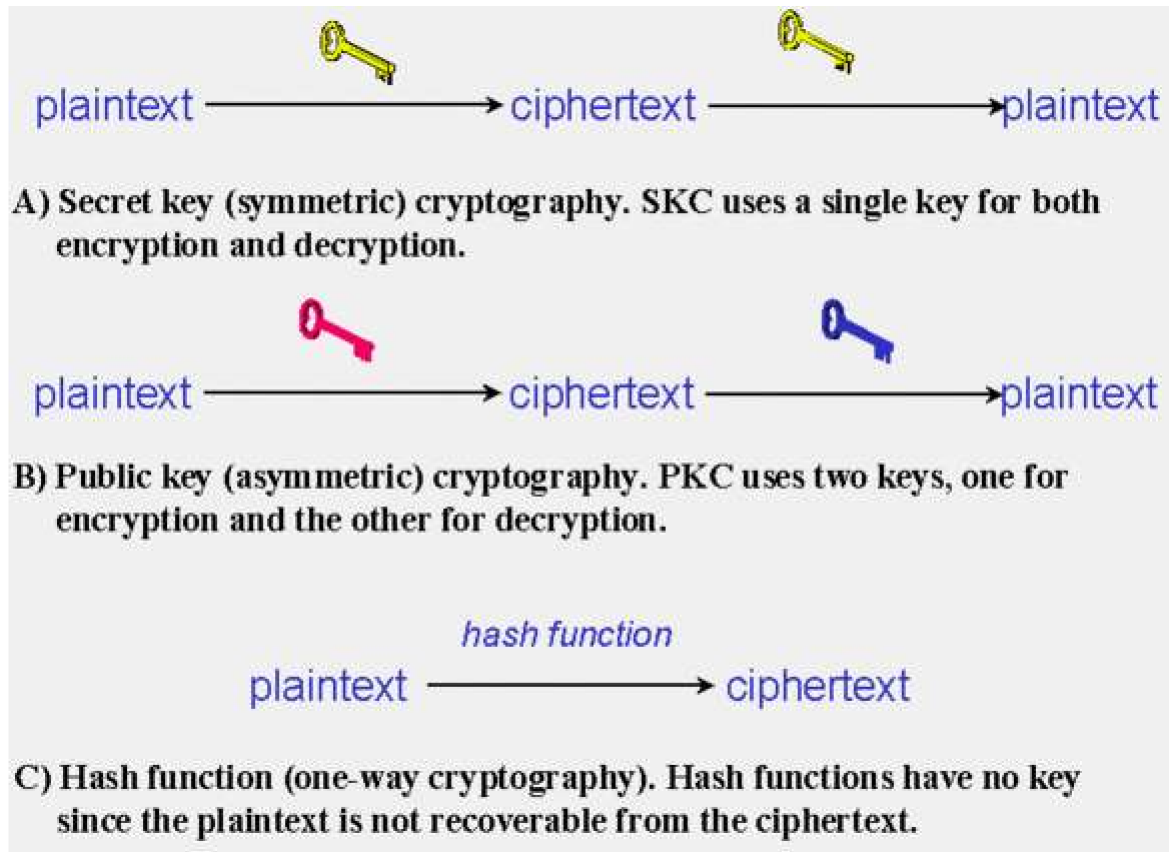 plaintext ciphertext plaintext
A) Secret key (symmetric) cryptography. SKC uses a single key for both
encryption and decryption.
plaintext ciphertext plaintext
B) Public key (asymmetric) cryptography. PKC uses two keys, one for
encryption and the other for decryption.
hash function
plaintext ciphertext
C) Hash function (one-way cryptography). Hash functions have no key
since the plaintext is not recoverable from the ciphertext.